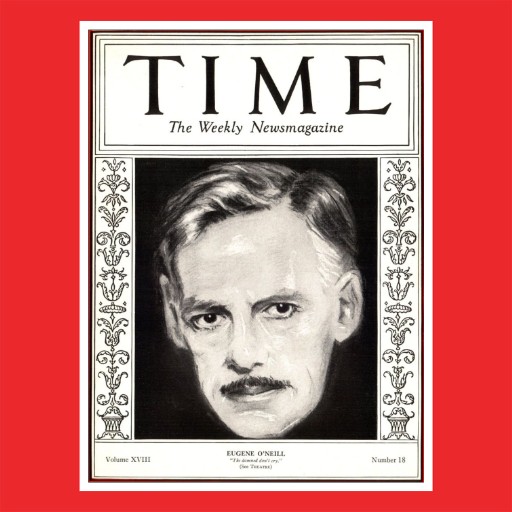 TIME
The Weekly Newsmagazine
EUGENE O'NEILL
Volume XVIII
"The damned don't cry."
Number 18
(See THEATRE)